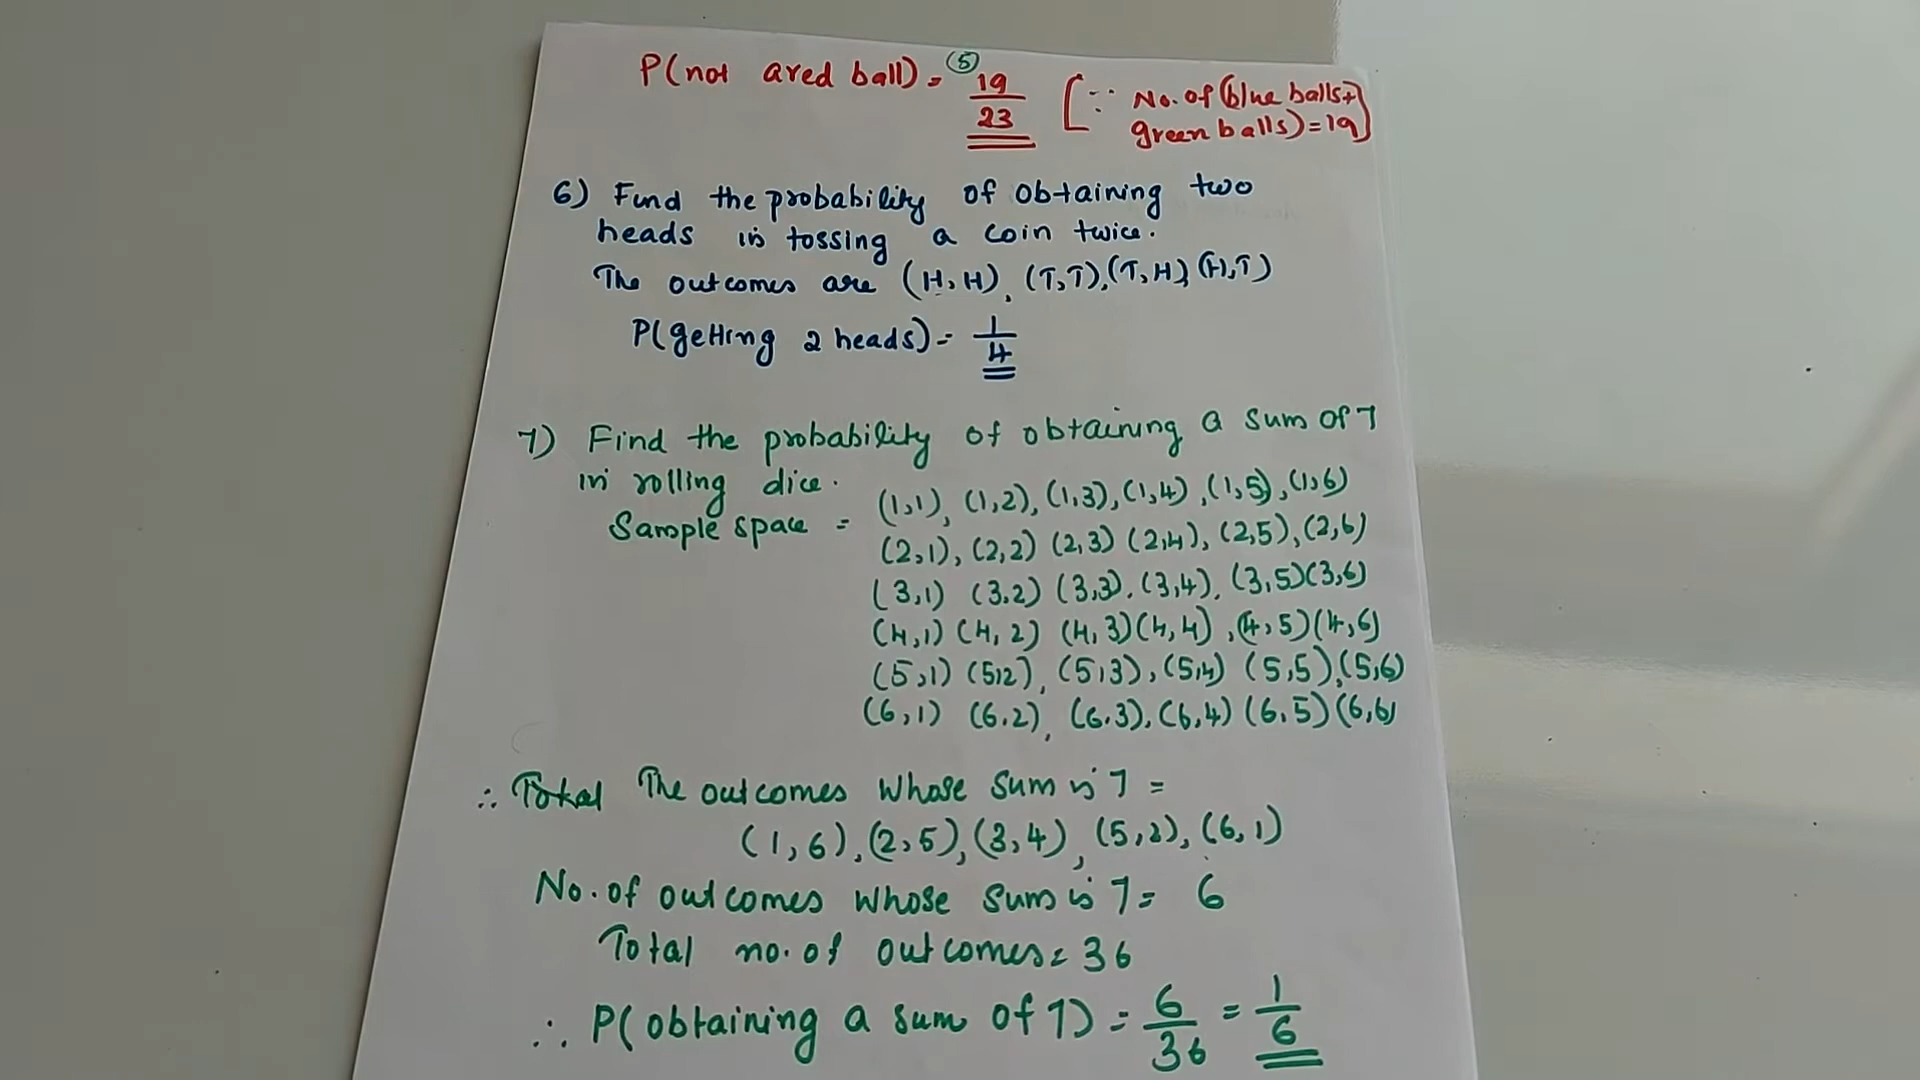 5
P(not a red ball) = 19/23 [∵ No. of (blue balls + green balls) = 19]
6) Find the probability of obtaining two
heads in tossing a coin twice.
The outcomes are (H,H), (T,T), (T,H), (H,T)
P(getting 2 heads) = 1/4
7) Find the probability of obtaining a sum of 7
in rolling dice.
Sample space = (1,1), (1,2), (1,3), (1,4), (1,5), (1,6)
(2,1), (2,2) (2,3) (2,4), (2,5), (2,6)
(3,1) (3,2) (3,3), (3,4), (3,5) (3,6)
(4,1) (4,2) (4,3) (4,4), (4,5) (4,6)
(5,1) (5,2), (5,3), (5,4) (5,5), (5,6)
(6,1) (6,2), (6,3), (6,4) (6,5) (6,6)
∴ Total The outcomes whose sum is 7 =
(1,6), (2,5), (3,4), (5,2), (6,1)
No. of outcomes whose sum is 7 = 6
Total no. of outcomes = 36
∴ P(obtaining a sum of 7) = 6/36 = 1/6